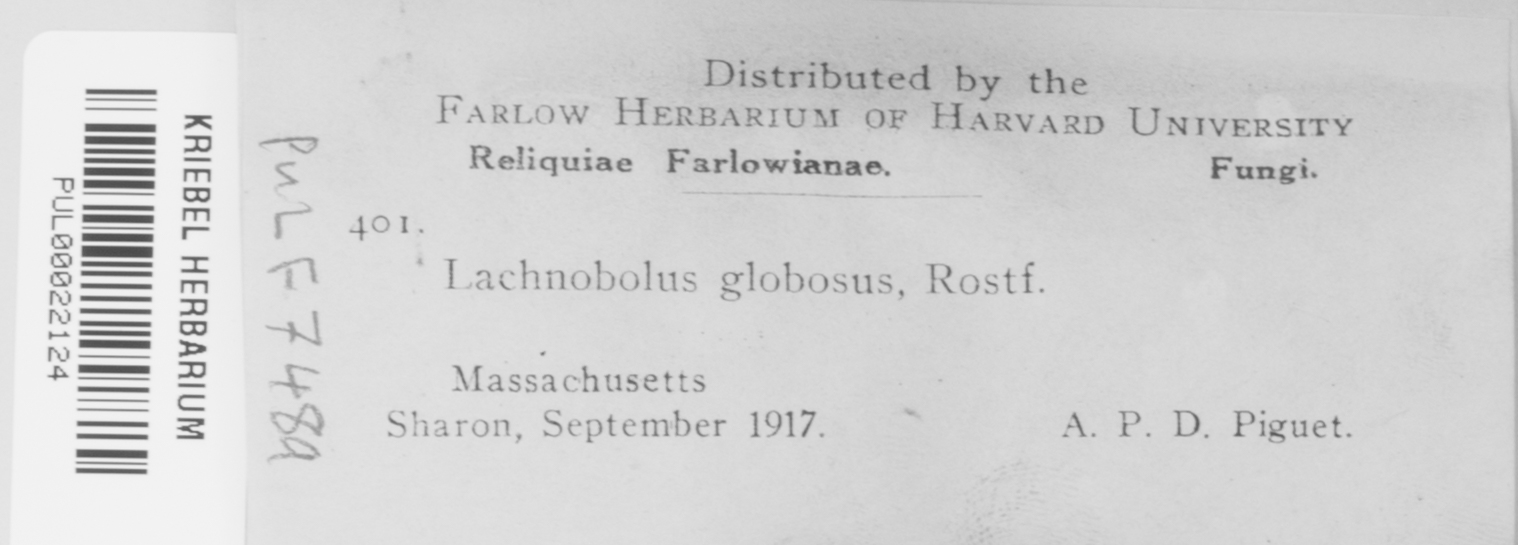 KRIEBEL HERBARIUM
PUL00022124
PUL F 7489
Distributed by the
FARLOW HERBARIUM OF HARVARD UNIVERSITY
Reliquiae Farlowianae. Fungi.
401.
Lachnobolus globosus, Rostf.
Massachusetts
Sharon, September 1917. A. P. D. Piguet.